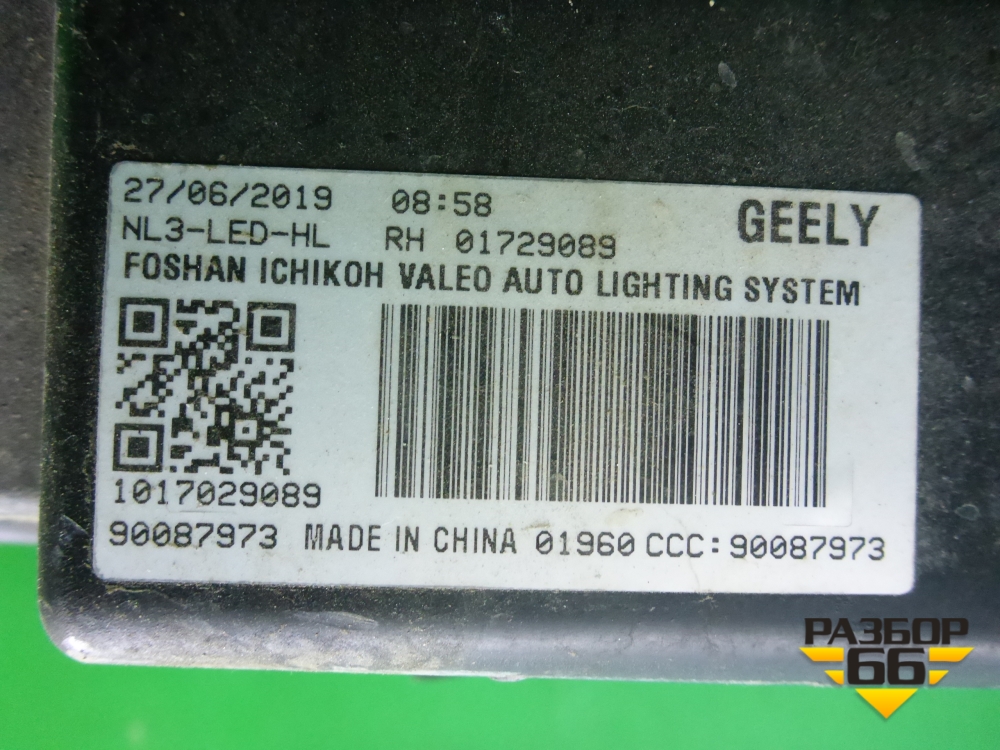 27/06/2019 08:58
GEELY
NL3-LED-HL RH 01729089
FOSHAN ICHIKOH VALEO AUTO LIGHTING SYSTEM
1017029089
90087973 MADE IN CHINA 01960 CCC:90087973
РАЗБОР
66